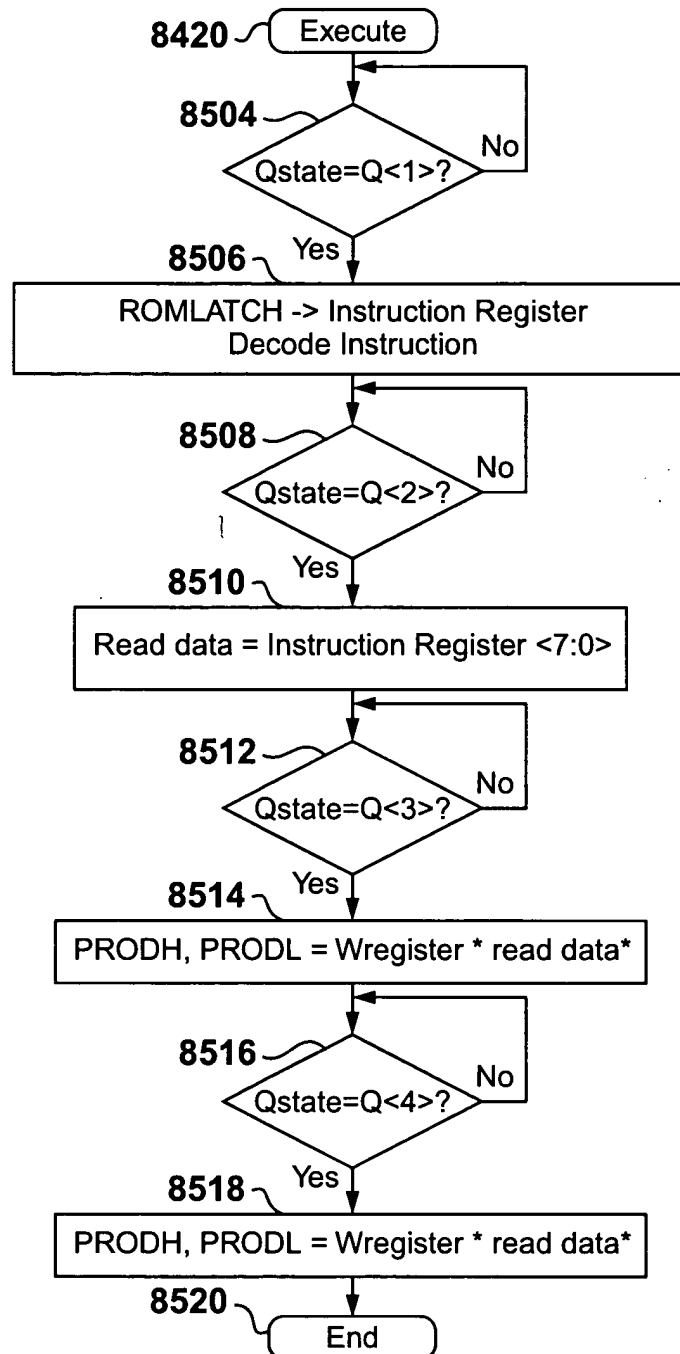 8420 Execute
8504
Qstate=Q<1>?
No
Yes
8506
ROMLATCH -> Instruction Register
Decode Instruction
8508
Qstate=Q<2>?
No
Yes
8510
Read data = Instruction Register <7:0>
8512
Qstate=Q<3>?
No
Yes
8514
PRODH, PRODL = Wregister * read data*
8516
Qstate=Q<4>?
No
Yes
8518
PRODH, PRODL = Wregister * read data*
8520
End